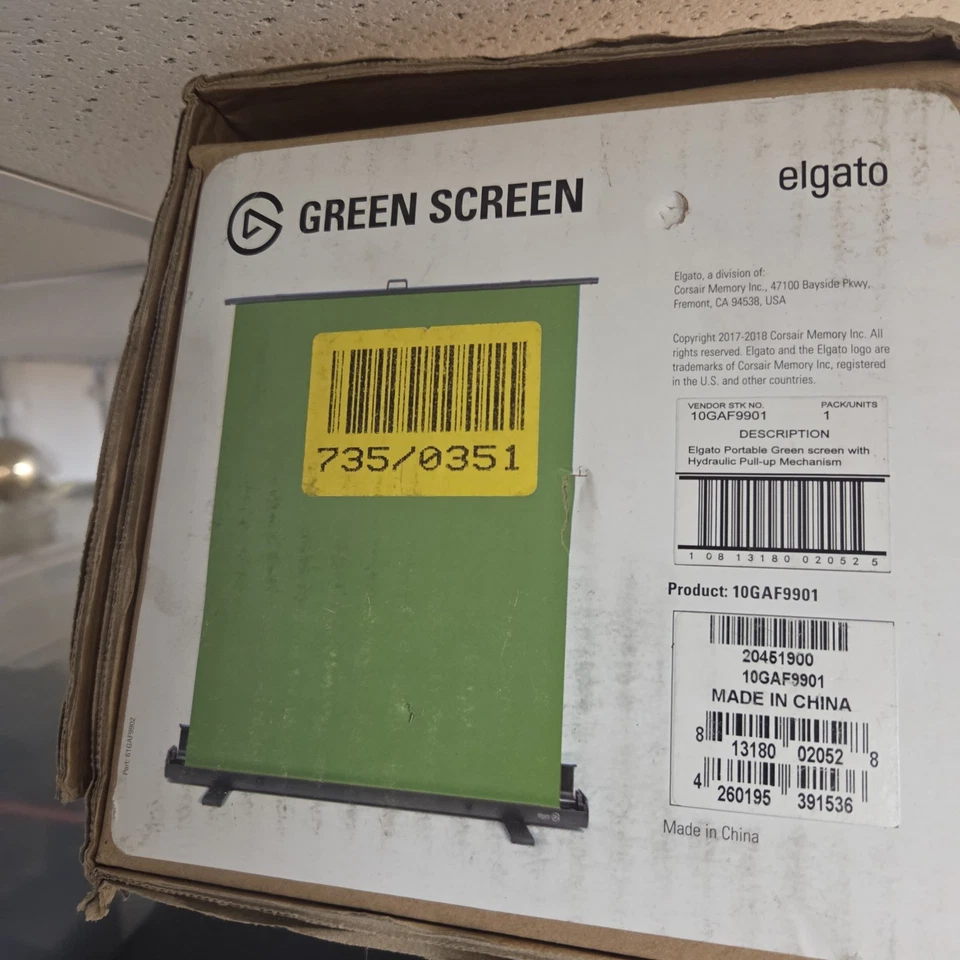 GREEN SCREEN
elgato
735/0351
Elgato, a division of:
Corsair Memory Inc., 47100 Bayside Pkwy,
Fremont, CA 94538, USA
Copyright 2017-2018 Corsair Memory Inc. All
rights reserved. Elgato and the Elgato logo are
trademarks of Corsair Memory Inc, registered
in the U.S. and other countries.
VENDOR STK NO. PACK/UNITS
10GAF9901 1
DESCRIPTION
Elgato Portable Green screen with
Hydraulic Pull-up Mechanism
1 08 13180 02052 5
Product: 10GAF9901
20451900
10GAF9901
MADE IN CHINA
8 13180 02052 8
4 260195 391536
Made in China
Part: 61GAF9902